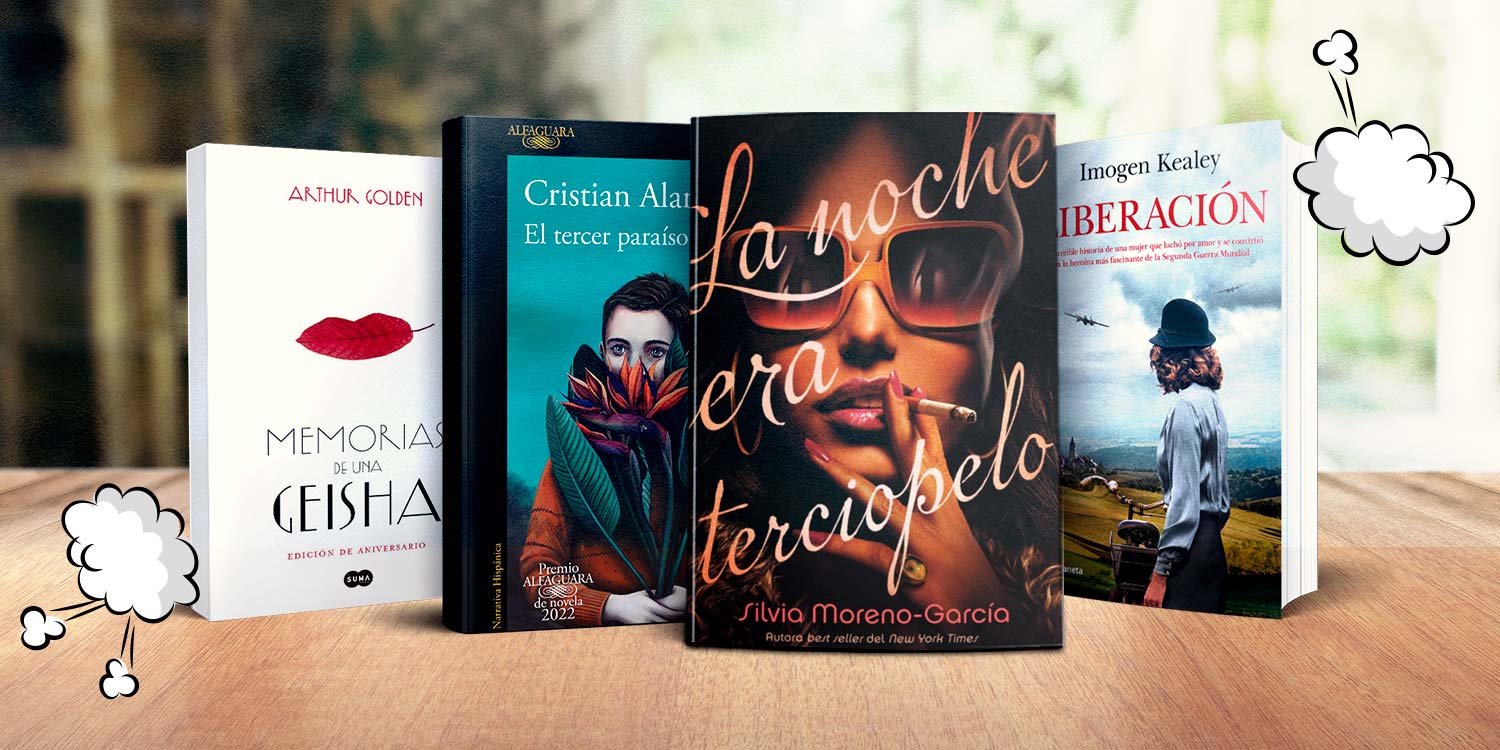 ARTHUR GOLDEN
MEMORIAS
DE UNA
GEISHA
EDICIÓN DE ANIVERSARIO
SUMA
ALFAGUARA
Cristian Alar
El tercer paraíso
Narrativa Hispánica
Premio
ALFAGUARA
de novela
2022
La noche
era
terciopelo
Silvia Moreno-García
Autora best seller del New York Times
Imogen Kealey
IBERACIÓN
historia de una mujer que luchó por amor y se convirtió
la heroína más fascinante de la Segunda Guerra Mundial
aneta